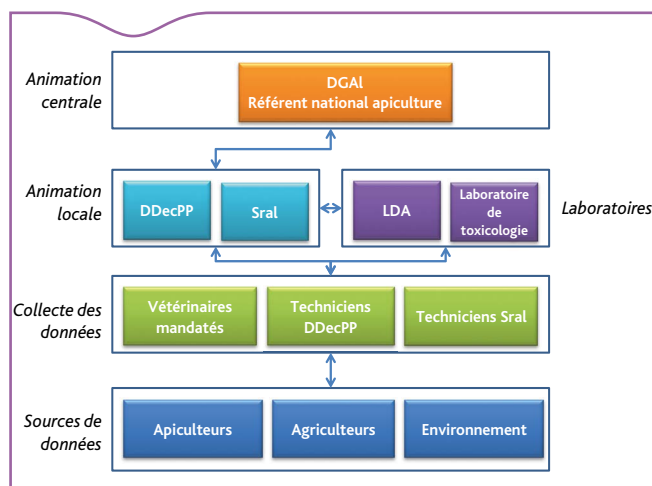 Animation
centrale
DGAl
Référent national apiculture
Animation
locale
DDecPP
Sral
LDA
Laboratoire
de
toxicologie
Laboratoires
Collecte des
données
Vétérinaires
mandatés
Techniciens
DDecPP
Techniciens Sral
Sources de
données
Apiculteurs
Agriculteurs
Environnement